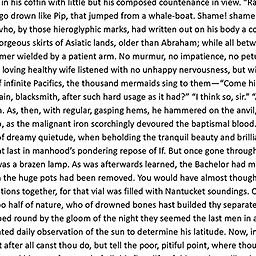 in his coffin with little but his composed countenance in view. "Ra
go drown like Pip, that jumped from a whale-boat. Shame! shame
who, by those hieroglyphic marks, had written out on his body a co
orgeous skirts of Asiatic lands, older than Abraham; while all betw
mer wielded by a patient arm. No murmur, no impatience, no pet
loving healthy wife listened with no unhappy nervousness, but wi
f infinite Pacifics, the thousand mermaids sing to them—"Come hi
ain, blacksmith, after such hard usage as it had?" "I think so, sir." "
. As, then, with regular, gasping hems, he hammered on the anvil,
o, as the malignant iron scorchingly devoured the baptismal blood.
of dreamy quietude, when beholding the tranquil beauty and brillia
at last in manhood's pondering repose of If. But once gone through
was a brazen lamp. As was afterwards learned, the Bachelor had m
n the huge pots had been removed. You would have almost though
tions together, for that vial was filled with Nantucket soundings. O
oo half of nature, who of drowned bones hast builded thy separate
ped round by the gloom of the night they seemed the last men in a
nted daily observation of the sun to determine his latitude. Now, in
t after all canst thou do, but tell the poor, pitiful point, where thou